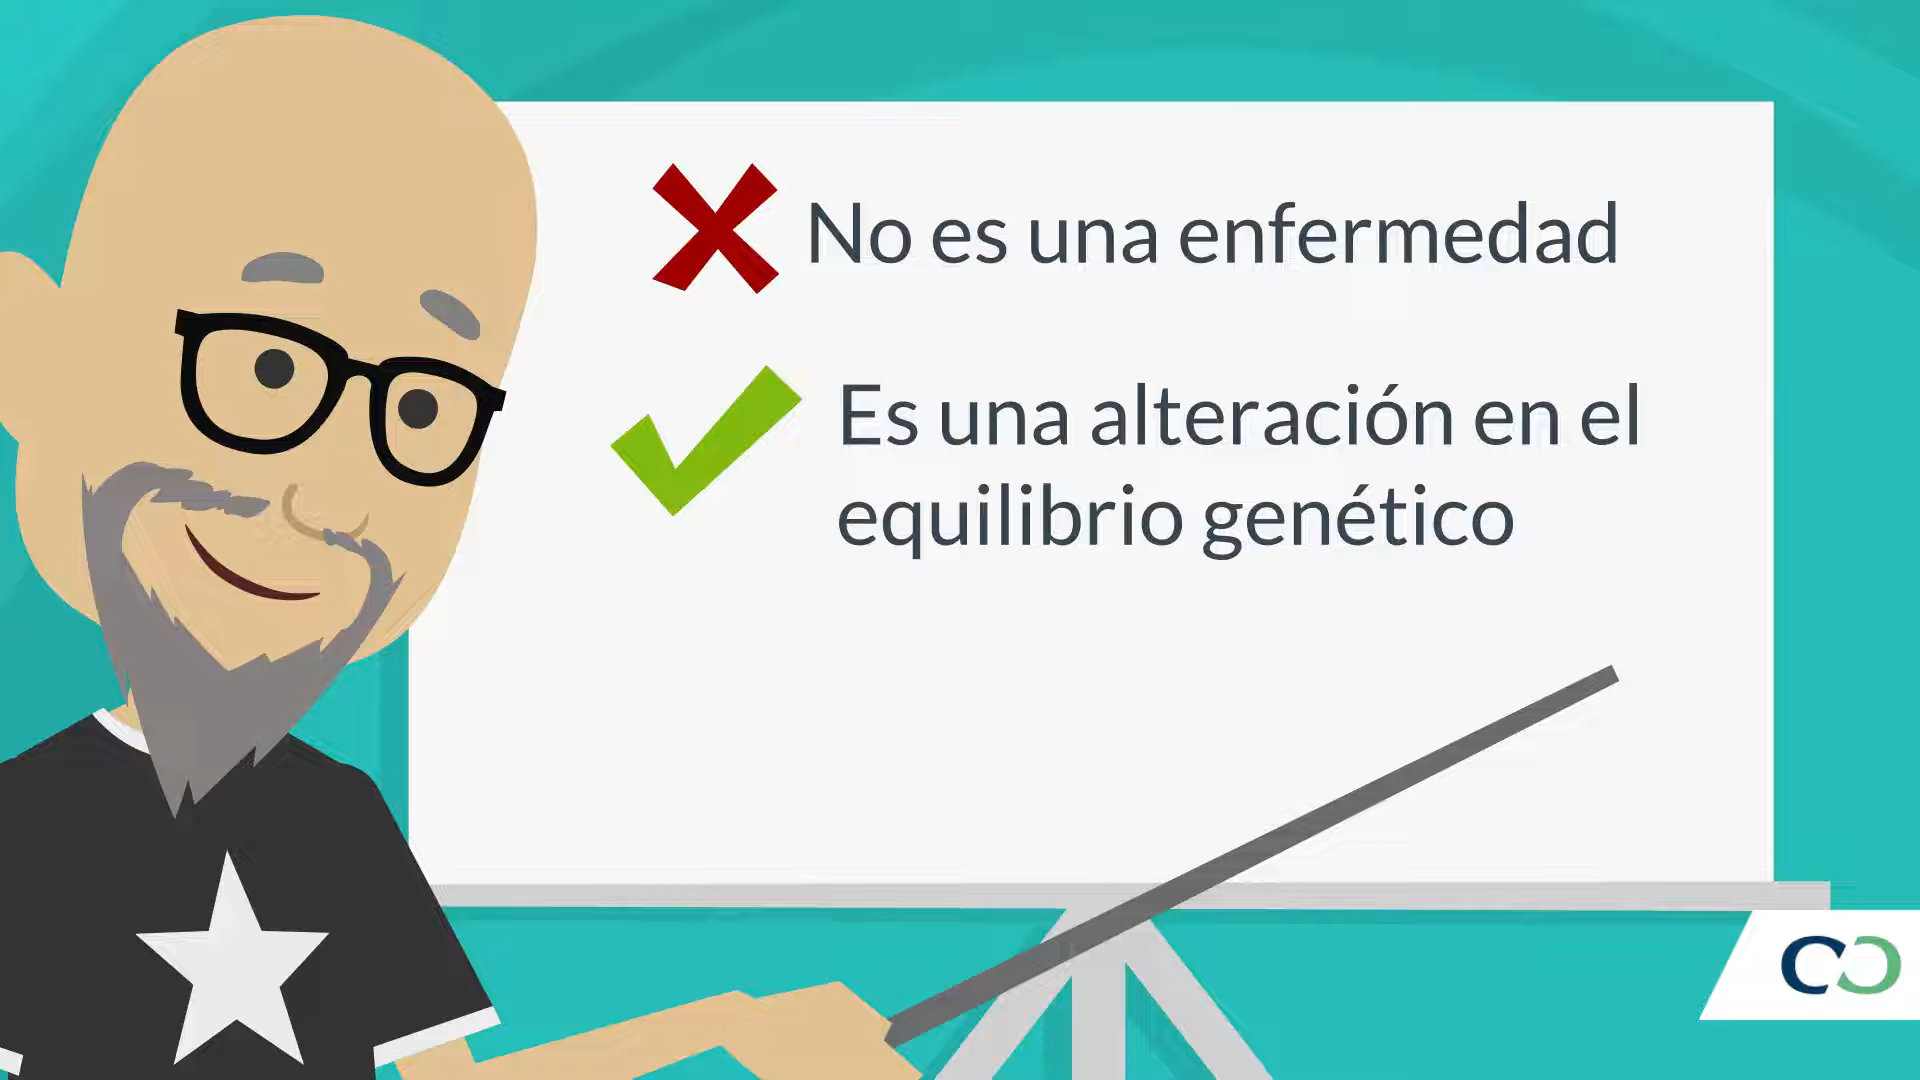 No es una enfermedad
Es una alteración en el
equilibrio genético